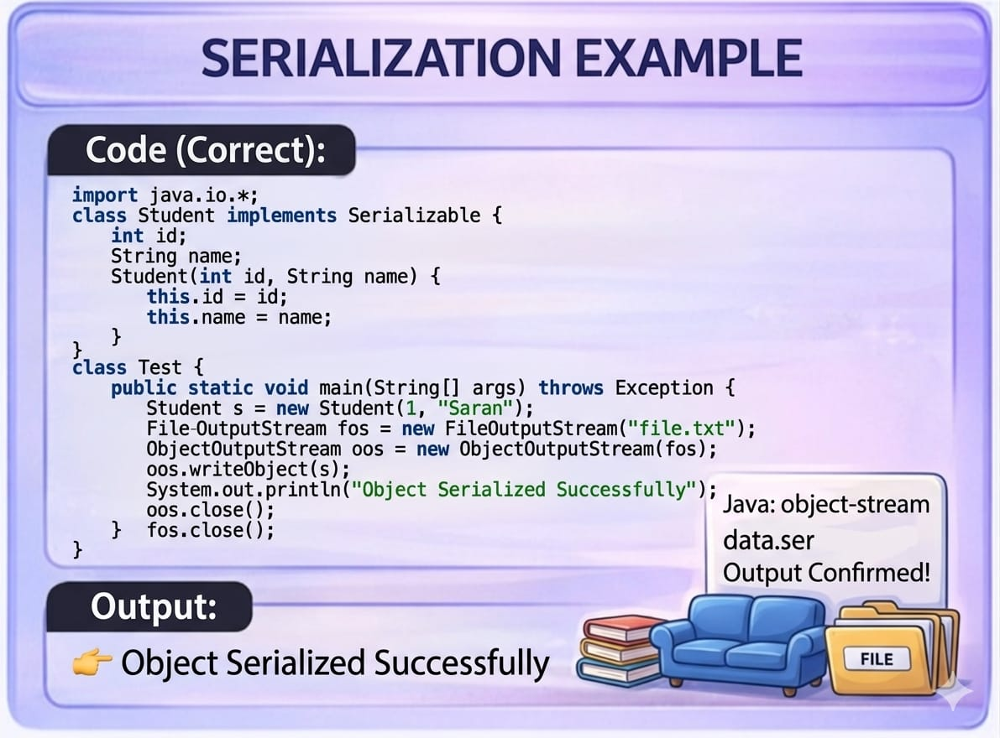 SERIALIZATION EXAMPLE
Code (Correct):
import java.io.*;
class Student implements Serializable {
    int id;
    String name;
    Student(int id, String name) {
        this.id = id;
        this.name = name;
    }
}
class Test {
    public static void main(String[] args) throws Exception {
        Student s = new Student(1, "Saran");
        File-OutputStream fos = new FileOutputStream("file.txt");
        ObjectOutputStream oos = new ObjectOutputStream(fos);
        oos.writeObject(s);
        System.out.println("Object Serialized Successfully");
        oos.close();
    }   fos.close();
}
Java: object-stream
data.ser
Output Confirmed!
Output:
👉 Object Serialized Successfully
FILE